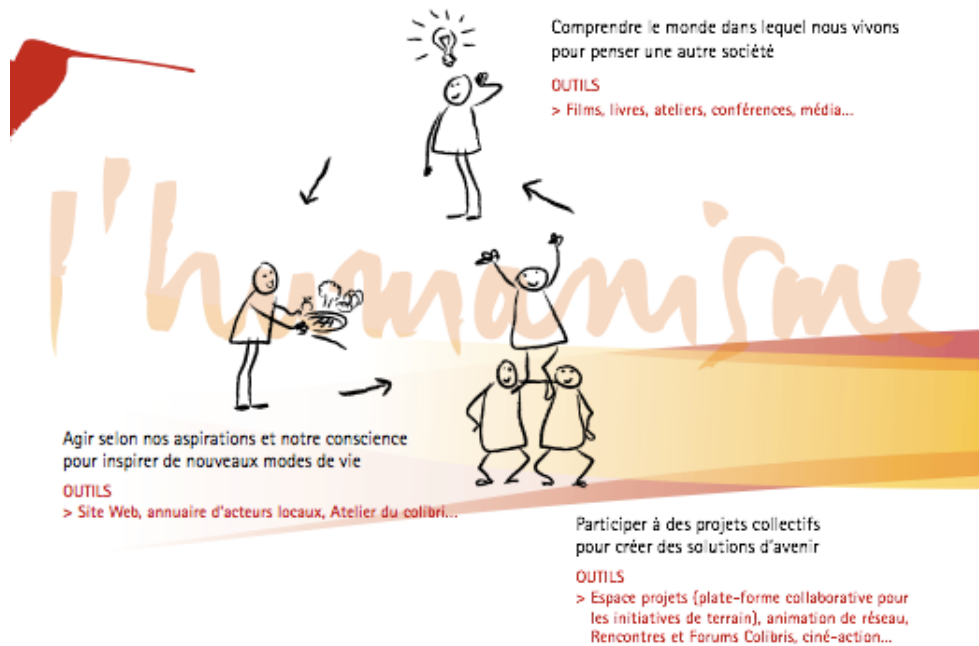 Comprendre le monde dans lequel nous vivons
pour penser une autre société
OUTILS
> Films, livres, ateliers, conférences, média...
l'humanisme
Agir selon nos aspirations et notre conscience
pour inspirer de nouveaux modes de vie
OUTILS
> Site Web, annuaire d'acteurs locaux, Atelier du colibri...
Participer à des projets collectifs
pour créer des solutions d'avenir
OUTILS
> Espace projets (plate-forme collaborative pour
les initiatives de terrain), animation de réseau,
Rencontres et Forums Colibris, ciné-action...